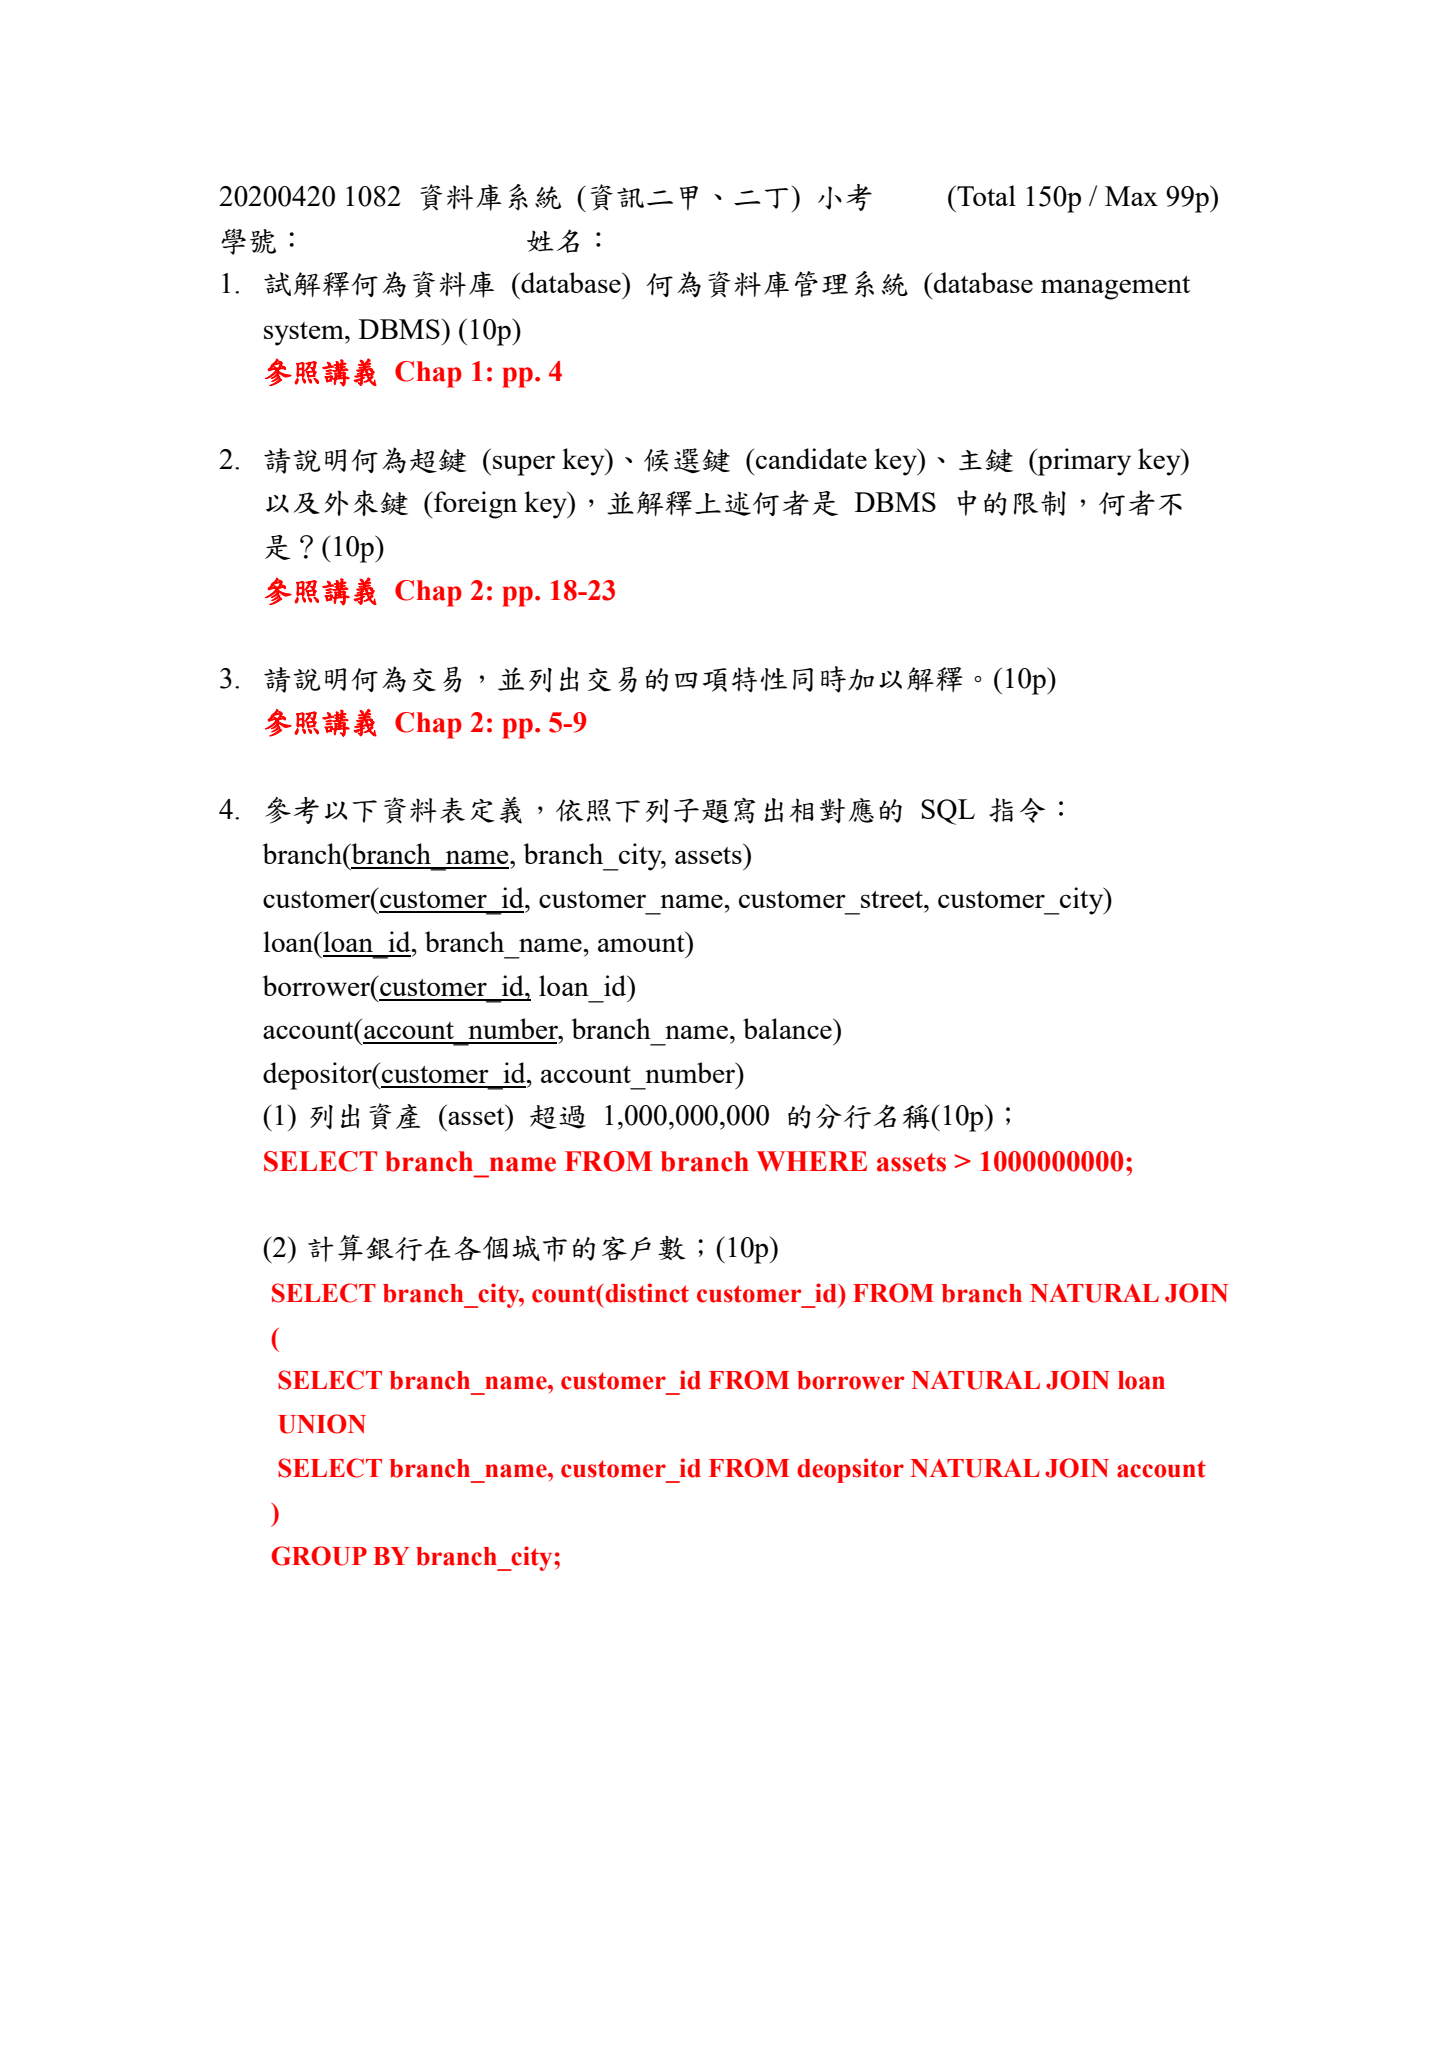 20200420 1082 資料庫系統 (資訊二甲、二丁) 小考 (Total 150p / Max 99p)
學號： 姓名：
1. 試解釋何為資料庫 (database) 何為資料庫管理系統 (database management
system, DBMS) (10p)
參照講義 Chap 1: pp. 4
2. 請說明何為超鍵 (super key)、候選鍵 (candidate key)、主鍵 (primary key)
以及外來鍵 (foreign key)，並解釋上述何者是 DBMS 中的限制，何者不
是？(10p)
參照講義 Chap 2: pp. 18-23
3. 請說明何為交易，並列出交易的四項特性同時加以解釋。(10p)
參照講義 Chap 2: pp. 5-9
4. 參考以下資料表定義，依照下列子題寫出相對應的 SQL 指令：
branch(branch_name, branch_city, assets)
customer(customer_id, customer_name, customer_street, customer_city)
loan(loan_id, branch_name, amount)
borrower(customer_id, loan_id)
account(account_number, branch_name, balance)
depositor(customer_id, account_number)
(1) 列出資產 (asset) 超過 1,000,000,000 的分行名稱(10p)；
SELECT branch_name FROM branch WHERE assets > 1000000000;
(2) 計算銀行在各個城市的客戶數；(10p)
SELECT branch_city, count(distinct customer_id) FROM branch NATURAL JOIN
(
SELECT branch_name, customer_id FROM borrower NATURAL JOIN loan
UNION
SELECT branch_name, customer_id FROM deopsitor NATURAL JOIN account
)
GROUP BY branch_city;